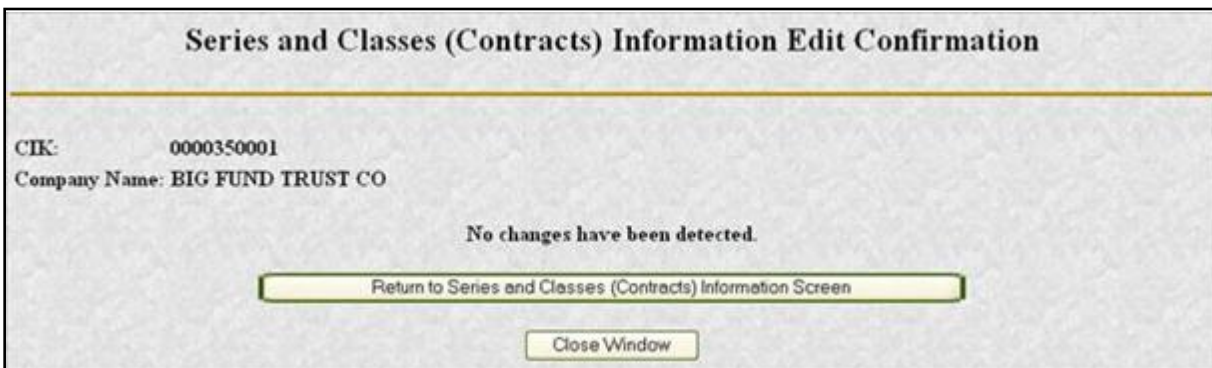 Series and Classes (Contracts) Information Edit Confirmation
CIK: 0000350001
Company Name: BIG FUND TRUST CO
No changes have been detected.
Return to Series and Classes (Contracts) Information Screen
Close Window